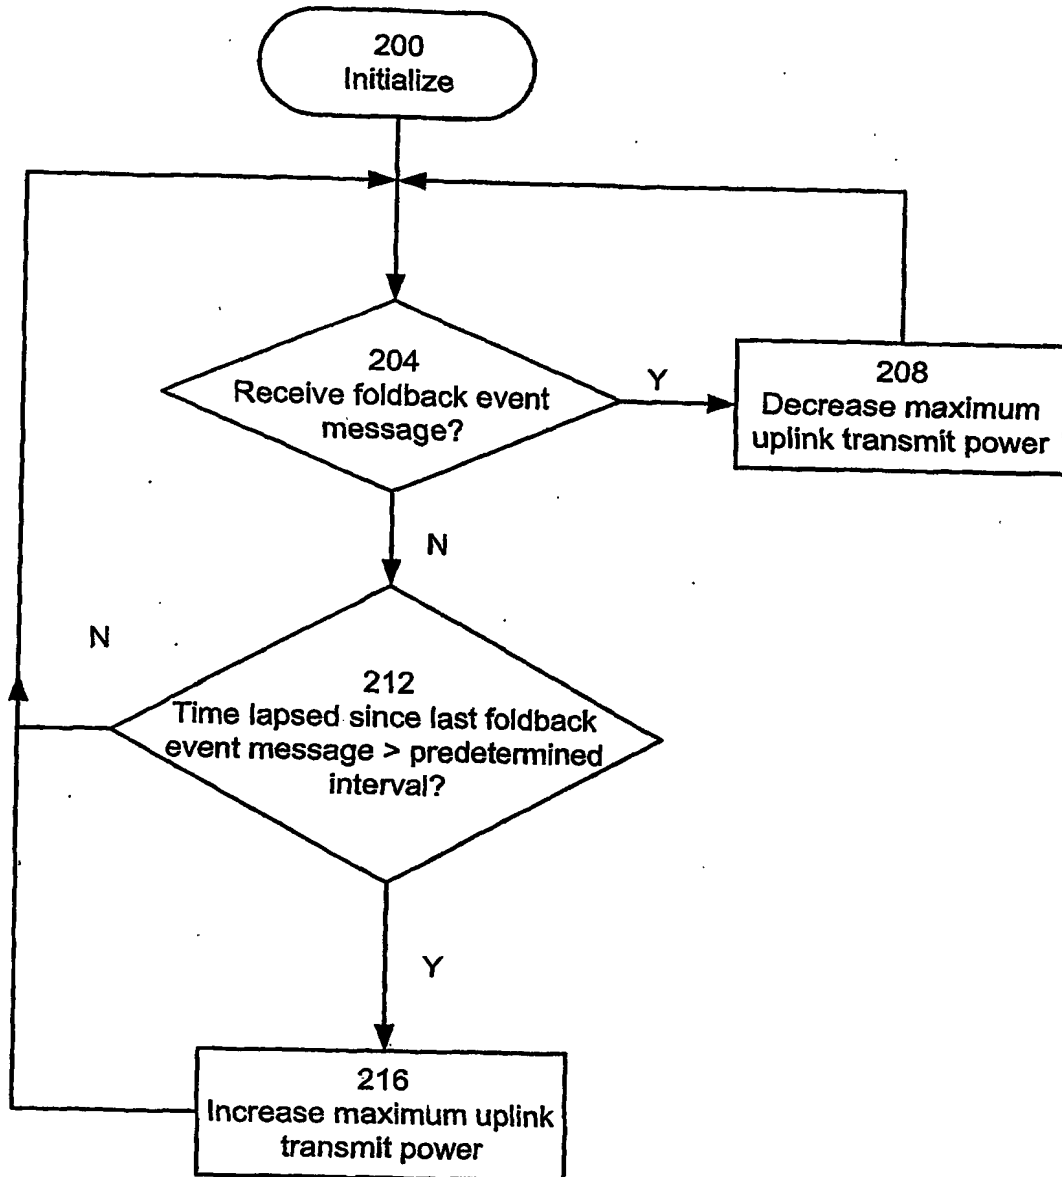 200
Initialize
204
Receive foldback event
message?
Y
208
Decrease maximum
uplink transmit power
N
N
212
Time lapsed since last foldback
event message > predetermined
interval?
Y
216
Increase maximum uplink
transmit power